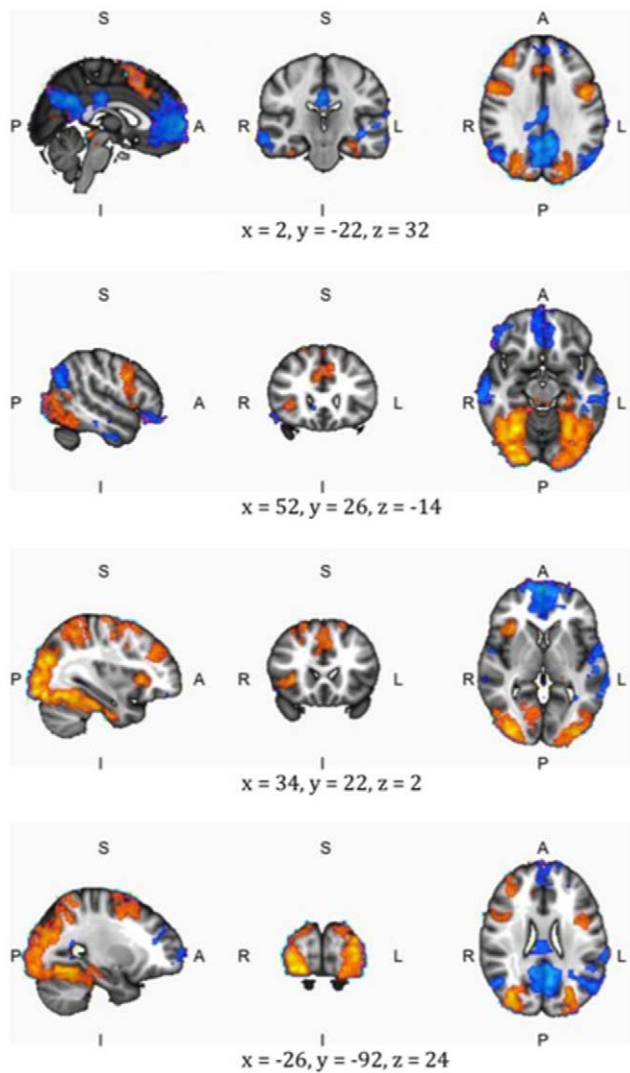 S S A
P A R L R L
I I P
x = 2, y = -22, z = 32
S S A
P A R L R L
I I P
x = 52, y = 26, z = -14
S S A
P A R L R L
I I P
x = 34, y = 22, z = 2
S S A
P A R L R L
I I P
x = -26, y = -92, z = 24